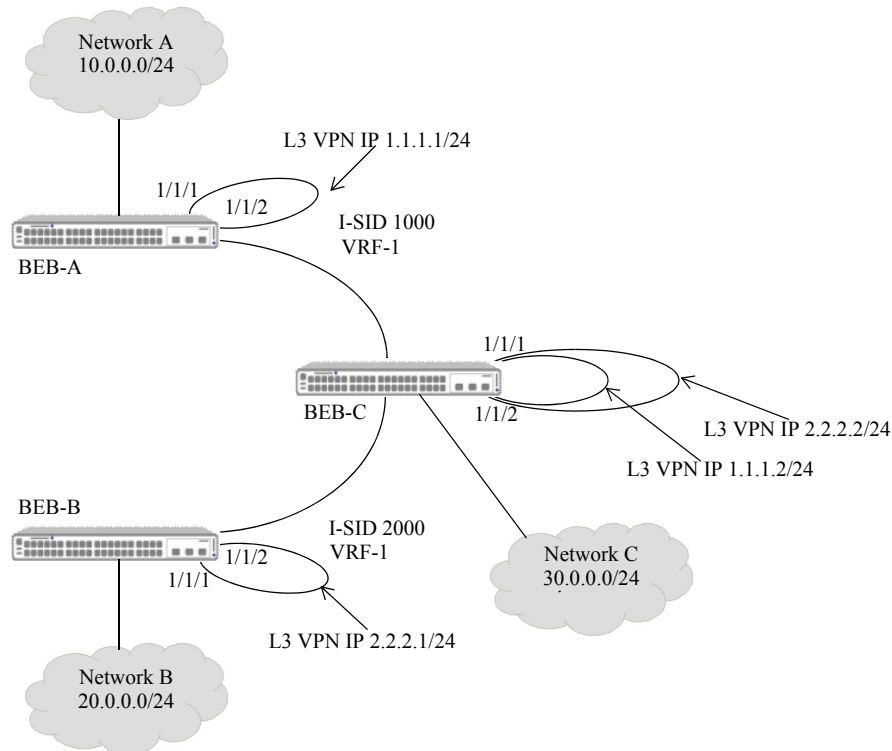 Network A
10.0.0.0/24
L3 VPN IP 1.1.1.1/24
1/1/1
1/1/2
I-SID 1000
VRF-1
BEB-A
1/1/1
BEB-C
1/1/2
L3 VPN IP 2.2.2.2/24
L3 VPN IP 1.1.1.2/24
BEB-B
I-SID 2000
VRF-1
1/1/2
1/1/1
Network C
30.0.0.0/24
L3 VPN IP 2.2.2.1/24
Network B
20.0.0.0/24